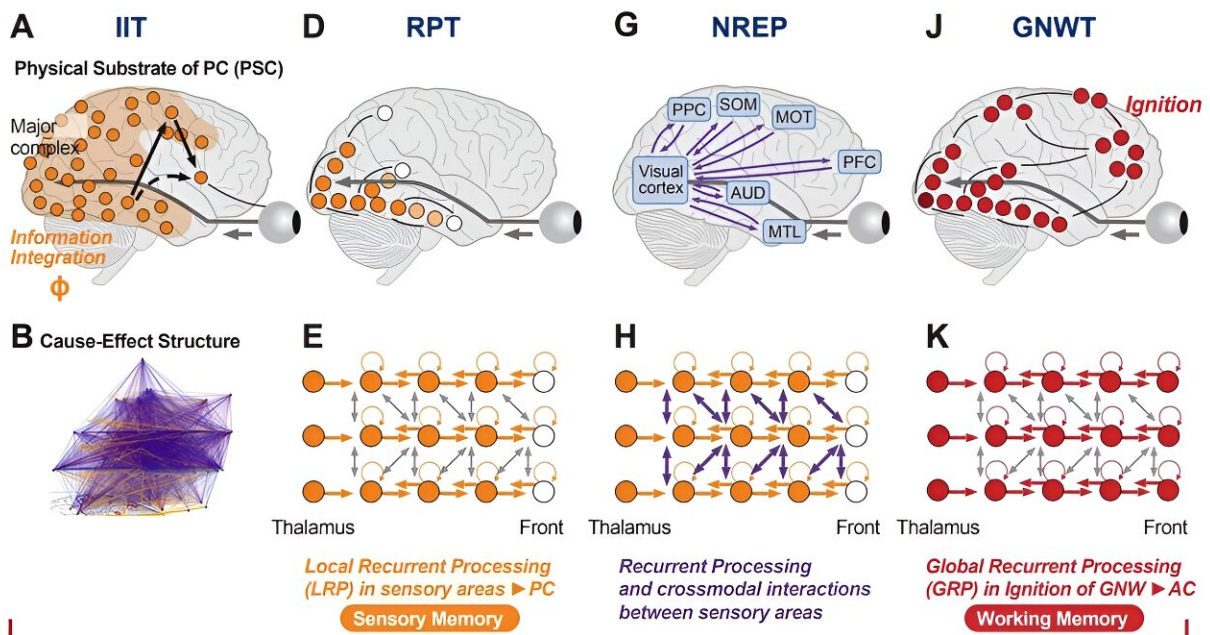 A
IIT
Physical Substrate of PC (PSC)
Major
complex
Information
Integration
Φ
B Cause-Effect Structure
D
RPT
E
Thalamus
Front
Local Recurrent Processing
(LRP) in sensory areas ►PC
Sensory Memory
G
NREP
PPC
SOM
MOT
Visual
cortex
PFC
AUD
MTL
H
Thalamus
Front
Recurrent Processing
and crossmodal interactions
between sensory areas
J
GNWT
Ignition
K
Thalamus
Front
Global Recurrent Processing
(GRP) in Ignition of GNW ►AC
Working Memory